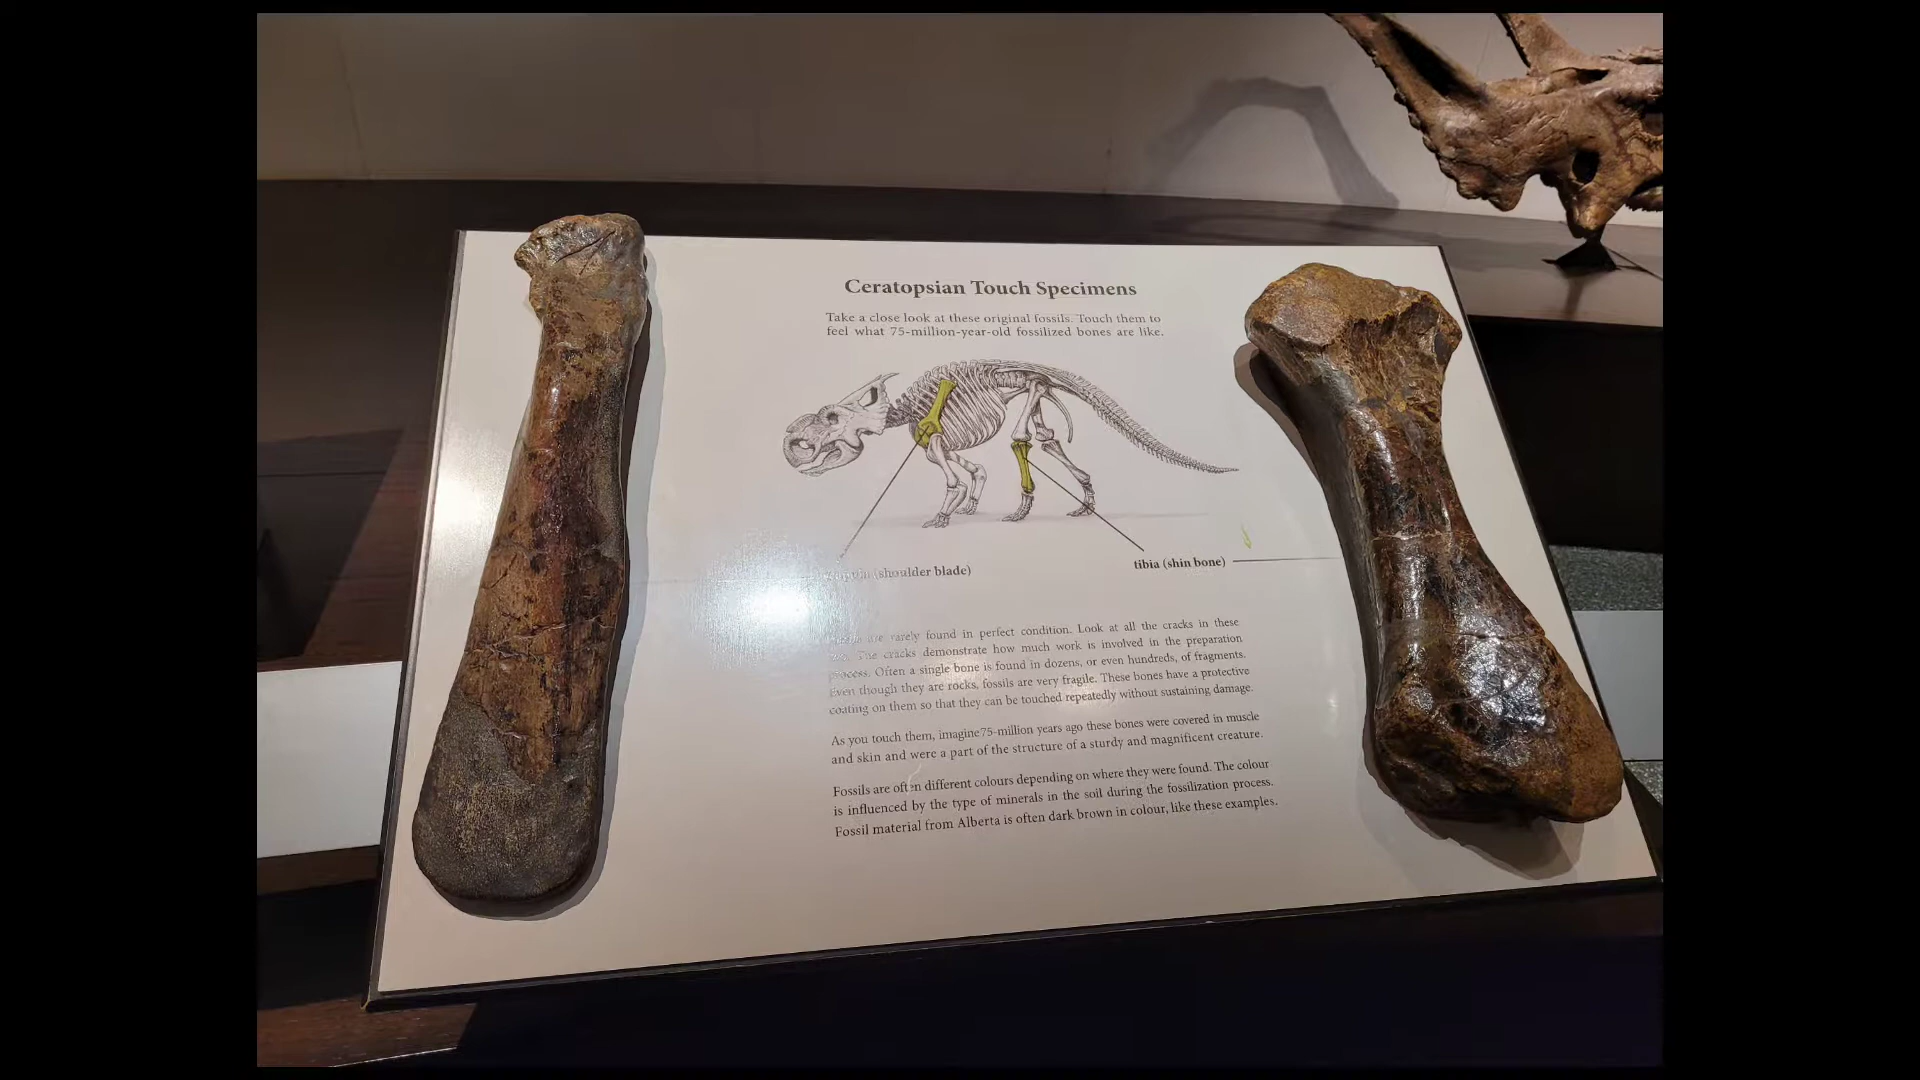 Ceratopsian Touch Specimens
Take a close look at these original fossils. Touch them to
feel what 75-million-year-old fossilized bones are like.
(shoulder blade)
tibia (shin bone)
are rarely found in perfect condition. Look at all the cracks in these
The cracks demonstrate how much work is involved in the preparation
process. Often a single bone is found in dozens, or even hundreds, of fragments.
Even though they are rocks, fossils are very fragile. These bones have a protective
coating on them so that they can be touched repeatedly without sustaining damage.
As you touch them, imagine75-million years ago these bones were covered in muscle
and skin and were a part of the structure of a sturdy and magnificent creature.
Fossils are often different colours depending on where they were found. The colour
is influenced by the type of minerals in the soil during the fossilization process.
Fossil material from Alberta is often dark brown in colour, like these examples.